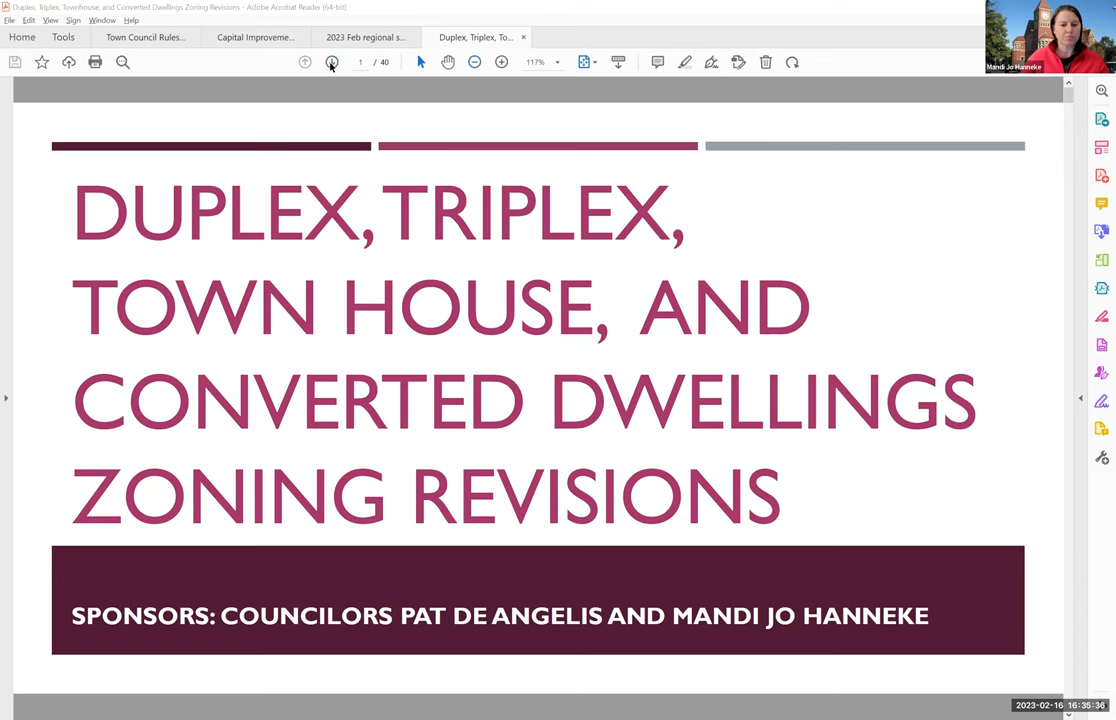 Duplex, Triplex, Townhouse, and Converted Dwellings Zoning Revisions - Adobe Acrobat Reader (64-bit)
File Edit View Sign Window Help
Home Tools Town Council Rules... Capital Improveme... 2023 Feb regional s... Duplex, Triplex, To... ×
1 / 40 117%
Mandi Jo Hanneke
DUPLEX, TRIPLEX,
TOWN HOUSE, AND
CONVERTED DWELLINGS
ZONING REVISIONS
SPONSORS: COUNCILORS PAT DE ANGELIS AND MANDI JO HANNEKE
2023-02-16 16:35:36